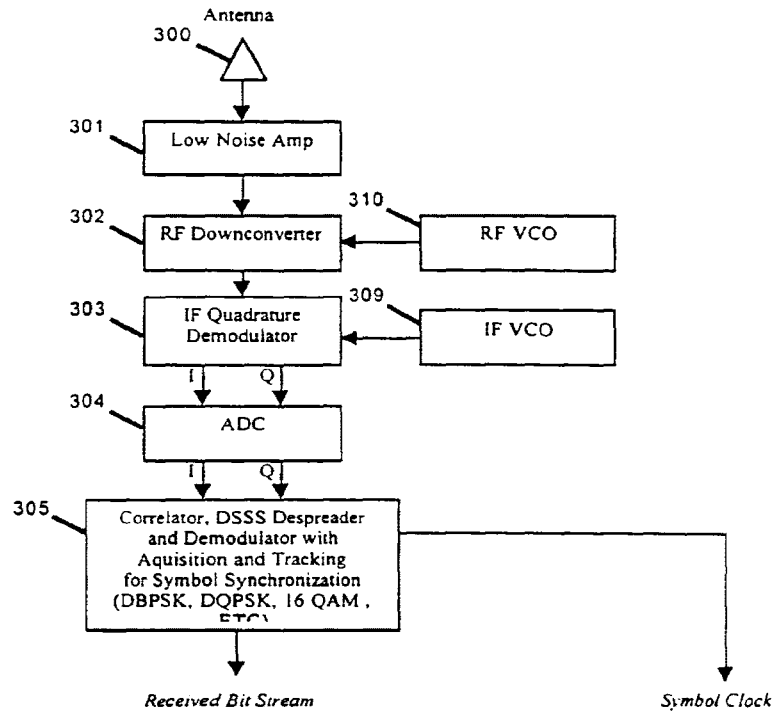 Antenna
300
301
Low Noise Amp
302
RF Downconverter
310
RF VCO
303
IF Quadrature
Demodulator
309
IF VCO
I Q
304
ADC
I Q
305
Correlator, DSSS Despreader
and Demodulator with
Aquisition and Tracking
for Symbol Synchronization
(DBPSK, DQPSK, 16 QAM ,
Received Bit Stream
Symbol Clock